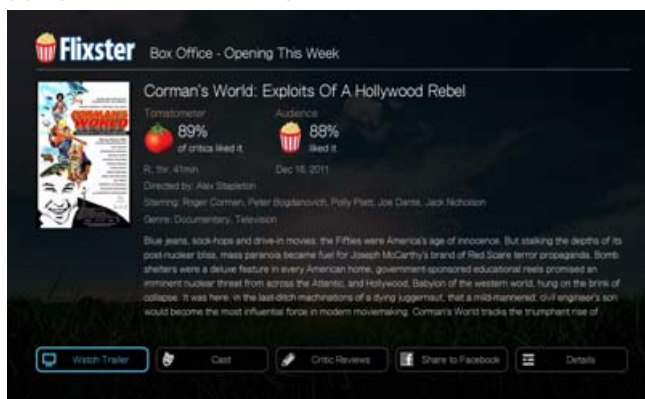 Flixster Box Office - Opening This Week
Corman's World: Exploits Of A Hollywood Rebel
Tomatometer Audience
89% 88%
of critics liked it liked it
R, 1hr. 41min. Dec 16, 2011
Directed by: Alex Stapleton
Starring: Roger Corman, Peter Bogdanovich, Polly Platt, Joe Dante, Jack Nicholson
Genre: Documentary, Television
CORMAN'S
WORLD
Blue jeans, sock-hops and drive-in movies: the Fifties were America's age of innocence. But stalking the depths of its
post-nuclear bliss, mass paranoia became fuel for Joseph McCarthy's brand of Red Scare terror propaganda. Bomb
shelters were a deluxe feature in every American home, government-sponsored educational reels promised an
imminent nuclear threat from across the Atlantic, and Hollywood, Babylon of the western world, hung on the brink of
collapse. It was here, in the last-ditch machinations of a dying juggernaut, that a mild-mannered, civil engineer's son
would become the most influential force in modern moviemaking. Corman's World tracks the triumphant rise of
Watch Trailer Cast Critic Reviews Share to Facebook Details